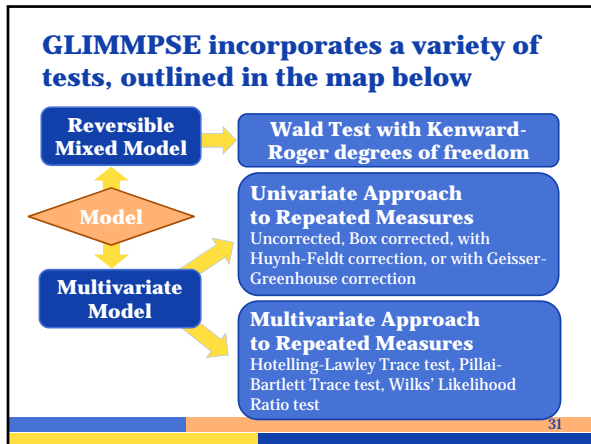 GLIMMPSE incorporates a variety of
tests, outlined in the map below
Reversible
Mixed Model
Wald Test with Kenward-
Roger degrees of freedom
Model
Univariate Approach
to Repeated Measures
Uncorrected, Box corrected, with
Huynh-Feldt correction, or with Geisser-
Greenhouse correction
Multivariate
Model
Multivariate Approach
to Repeated Measures
Hotelling-Lawley Trace test, Pillai-
Bartlett Trace test, Wilks' Likelihood
Ratio test
31